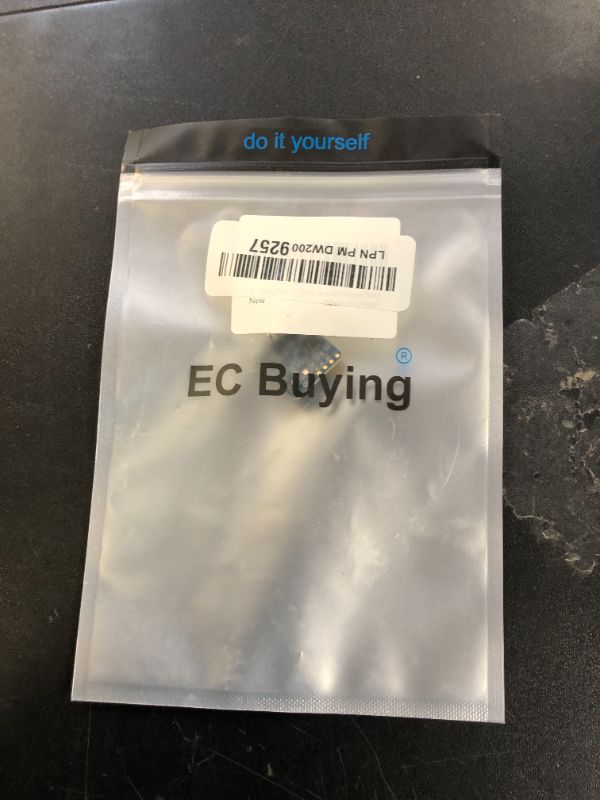 do it yourself
LPN PM DW200 9257
New
EC Buying®